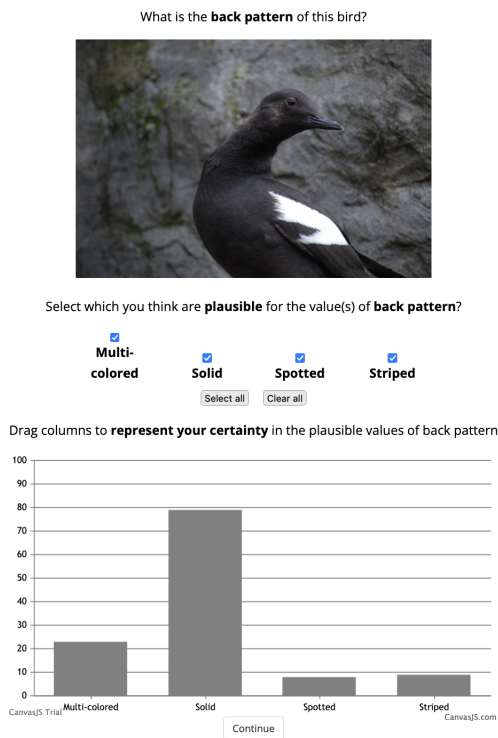 What is the back pattern of this bird?
Select which you think are plausible for the value(s) of back pattern?
Multi-
colored
Solid
Spotted
Striped
Select all
Clear all
Drag columns to represent your certainty in the plausible values of back pattern
100
90
80
70
60
50
40
30
20
10
0
Multi-colored
Solid
Spotted
Striped
CanvasJS Trial
CanvasJS.com
Continue